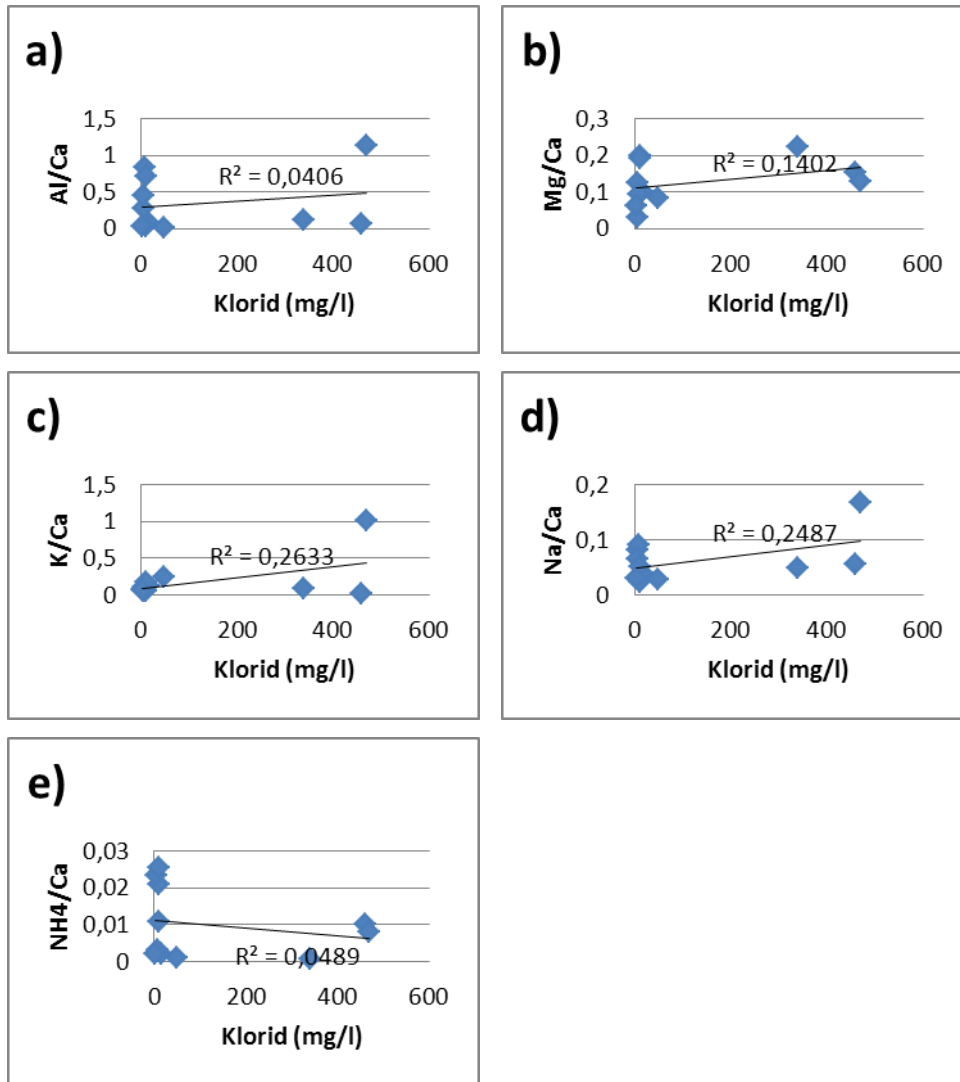 a)
1,5
1
0,5
0
Al/Ca
R² = 0,0406
0 200 400 600
Klorid (mg/l)
b)
0,3
0,2
0,1
0
Mg/Ca
R² = 0,1402
0 200 400 600
Klorid (mg/l)
c)
1,5
1
0,5
0
K/Ca
R² = 0,2633
0 200 400 600
Klorid (mg/l)
d)
0,2
0,1
0
Na/Ca
R² = 0,2487
0 200 400 600
Klorid (mg/l)
e)
0,03
0,02
0,01
0
NH4/Ca
R² = 0,0489
0 200 400 600
Klorid (mg/l)